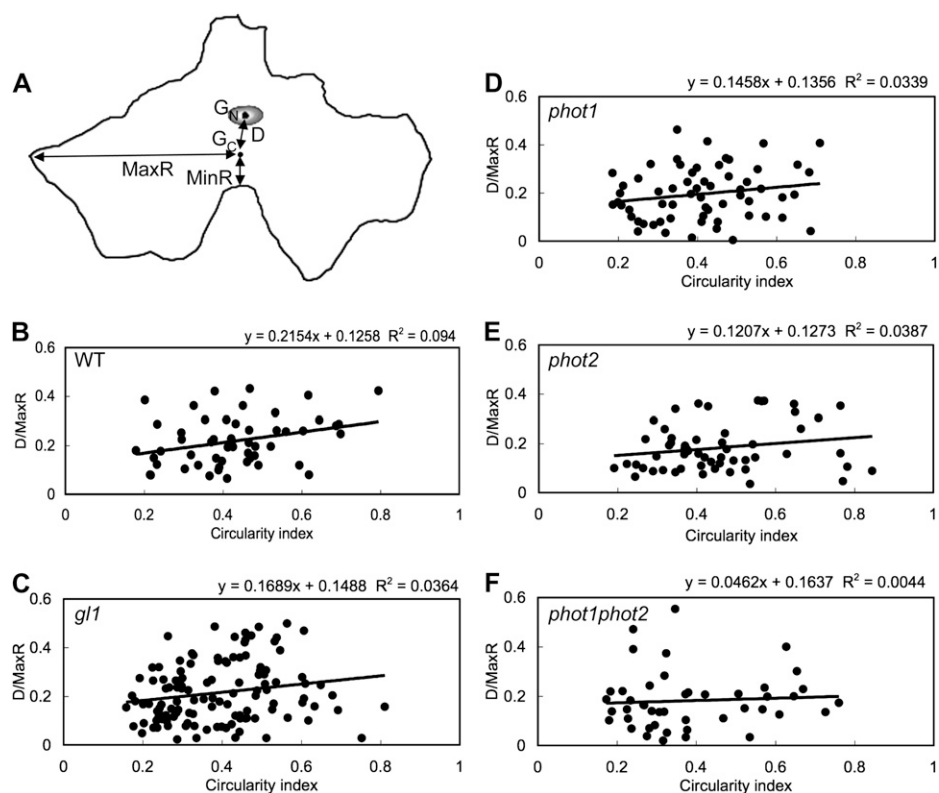 A
G_N
G_C D
MaxR
MinR
B
y = 0.2154x + 0.1258 R² = 0.094
WT
0.6
0.4
0.2
0
D/MaxR
0 0.2 0.4 0.6 0.8 1
Circularity index
C
y = 0.1689x + 0.1488 R² = 0.0364
gl1
0.6
0.4
0.2
0
D/MaxR
0 0.2 0.4 0.6 0.8 1
Circularity index
D
y = 0.1458x + 0.1356 R² = 0.0339
phot1
0.6
0.4
0.2
0
D/MaxR
0 0.2 0.4 0.6 0.8 1
Circularity index
E
y = 0.1207x + 0.1273 R² = 0.0387
phot2
0.6
0.4
0.2
0
D/MaxR
0 0.2 0.4 0.6 0.8 1
Circularity index
F
y = 0.0462x + 0.1637 R² = 0.0044
phot1phot2
0.6
0.4
0.2
0
D/MaxR
0 0.2 0.4 0.6 0.8 1
Circularity index